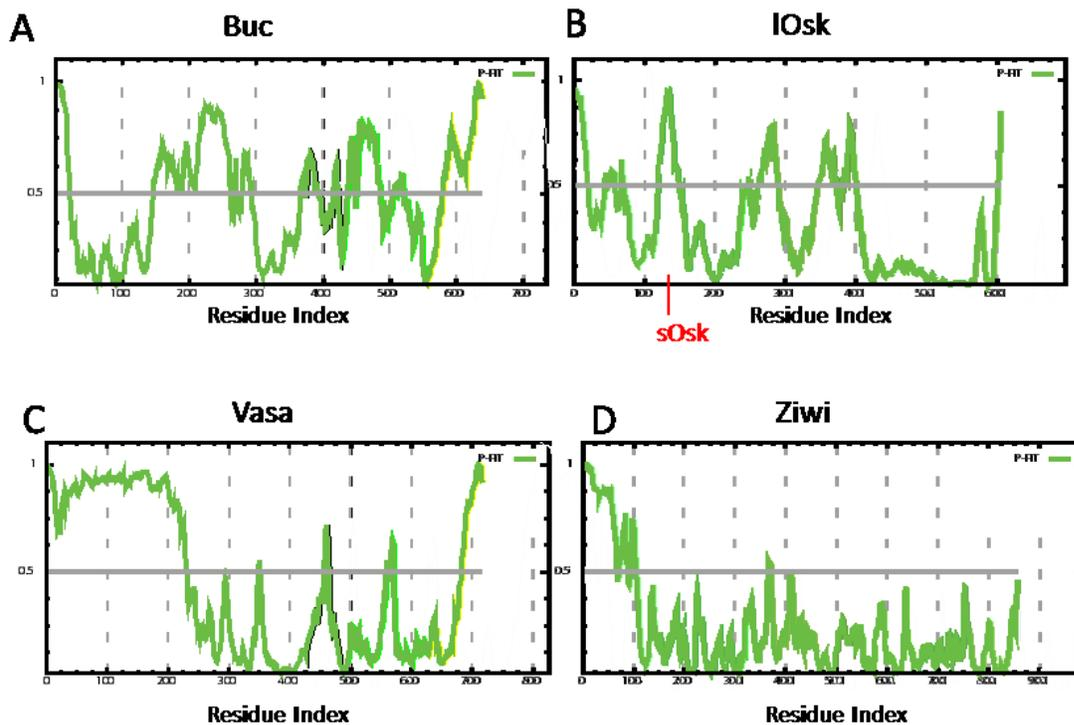 A
Buc
P-FIT
1
0.5
0 100 200 300 400 500 600 700
Residue Index
B
lOsk
P-FIT
1
0.5
0 100 200 300 400 500 600
Residue Index
sOsk
C
Vasa
P-FIT
1
0.5
0 100 200 300 400 500 600 700 800
Residue Index
D
Ziwi
P-FIT
1
0.5
0 100 200 300 400 500 600 700 800 900
Residue Index